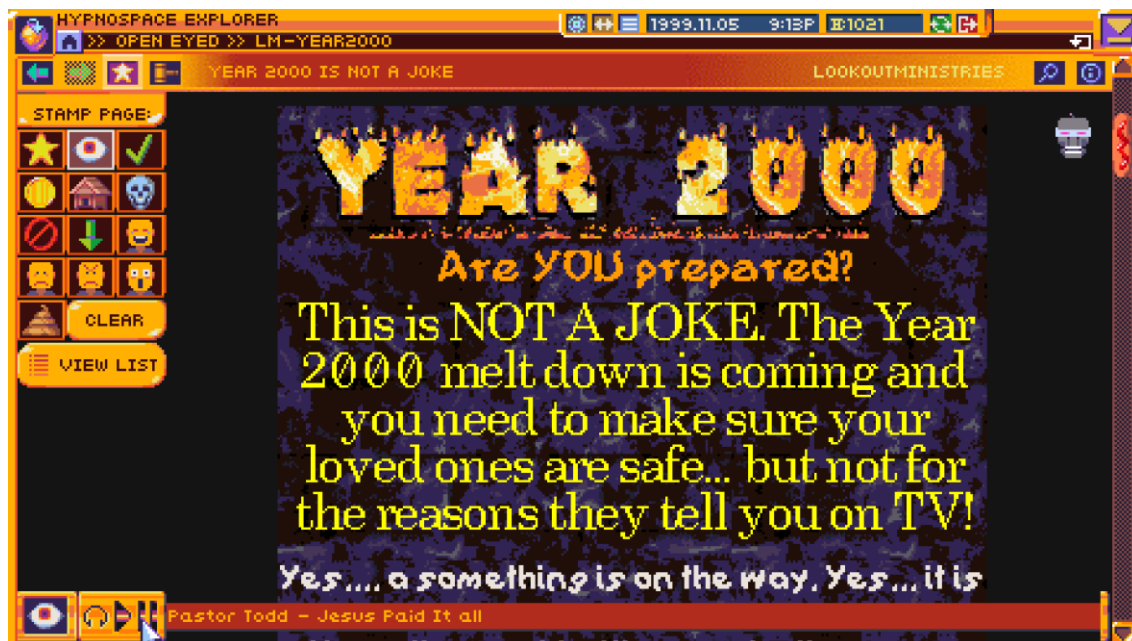 HYPNOSPACE EXPLORER
1999.11.05 9:13P 1021
>> OPEN EYED >> LM-YEAR2000
YEAR 2000 IS NOT A JOKE
LOOKOUTMINISTRIES
STAMP PAGE:
CLEAR
VIEW LIST
YEAR 2000
Are YOU prepared?
This is NOT A JOKE. The Year
2000 melt down is coming and
you need to make sure your
loved ones are safe... but not for
the reasons they tell you on TV!
Yes.... a something is on the way. Yes... it is
Pastor Todd - Jesus Paid It all